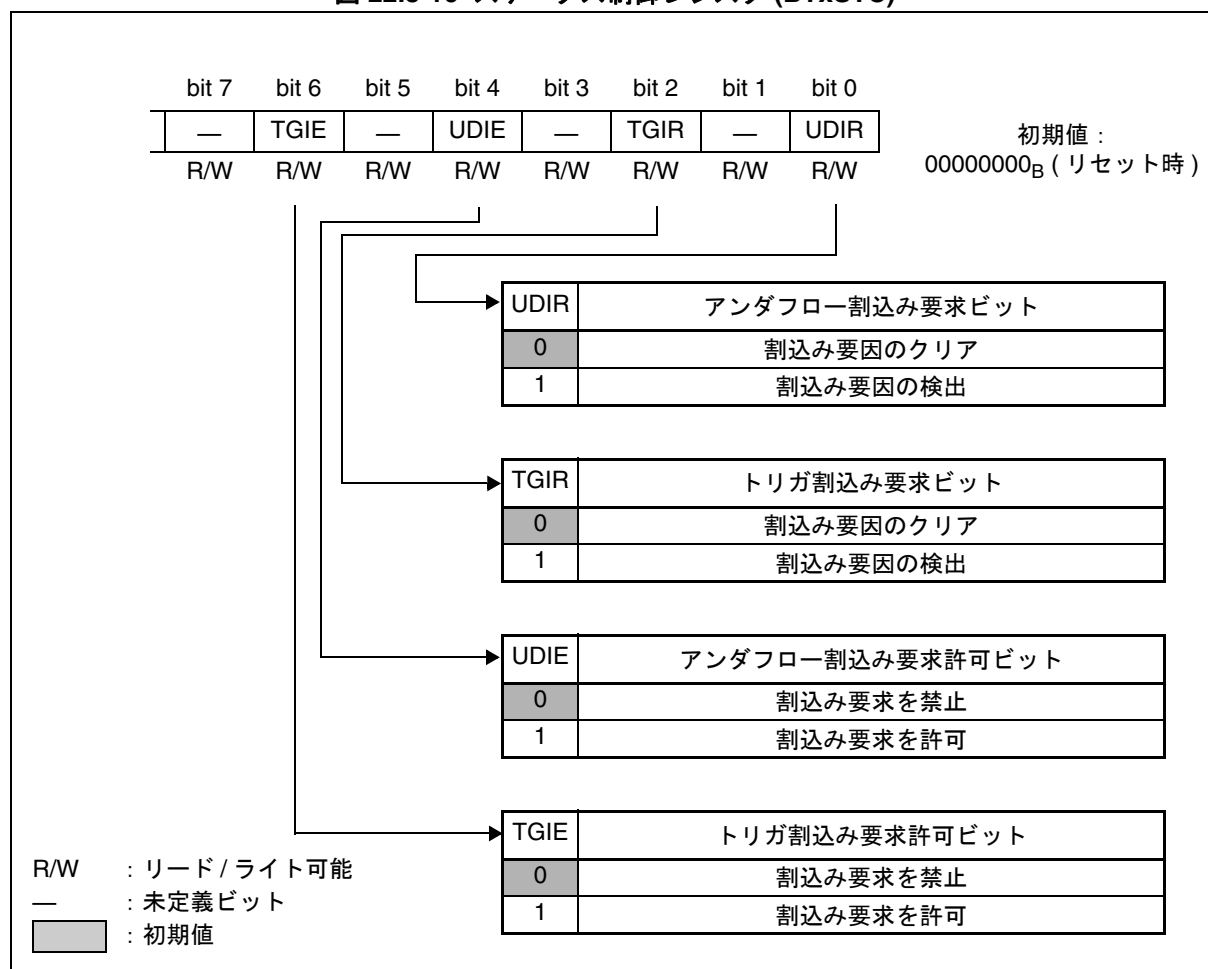 bit 7 bit 6 bit 5 bit 4 bit 3 bit 2 bit 1 bit 0
— TGIE — UDIE — TGIR — UDIR
R/W R/W R/W R/W R/W R/W R/W R/W
初期値：
00000000B ( リセット時 )
UDIR アンダフロー割込み要求ビット
0 割込み要因のクリア
1 割込み要因の検出
TGIR トリガ割込み要求ビット
0 割込み要因のクリア
1 割込み要因の検出
UDIE アンダフロー割込み要求許可ビット
0 割込み要求を禁止
1 割込み要求を許可
TGIE トリガ割込み要求許可ビット
0 割込み要求を禁止
1 割込み要求を許可
R/W ：リード / ライト可能
— ：未定義ビット
：初期値